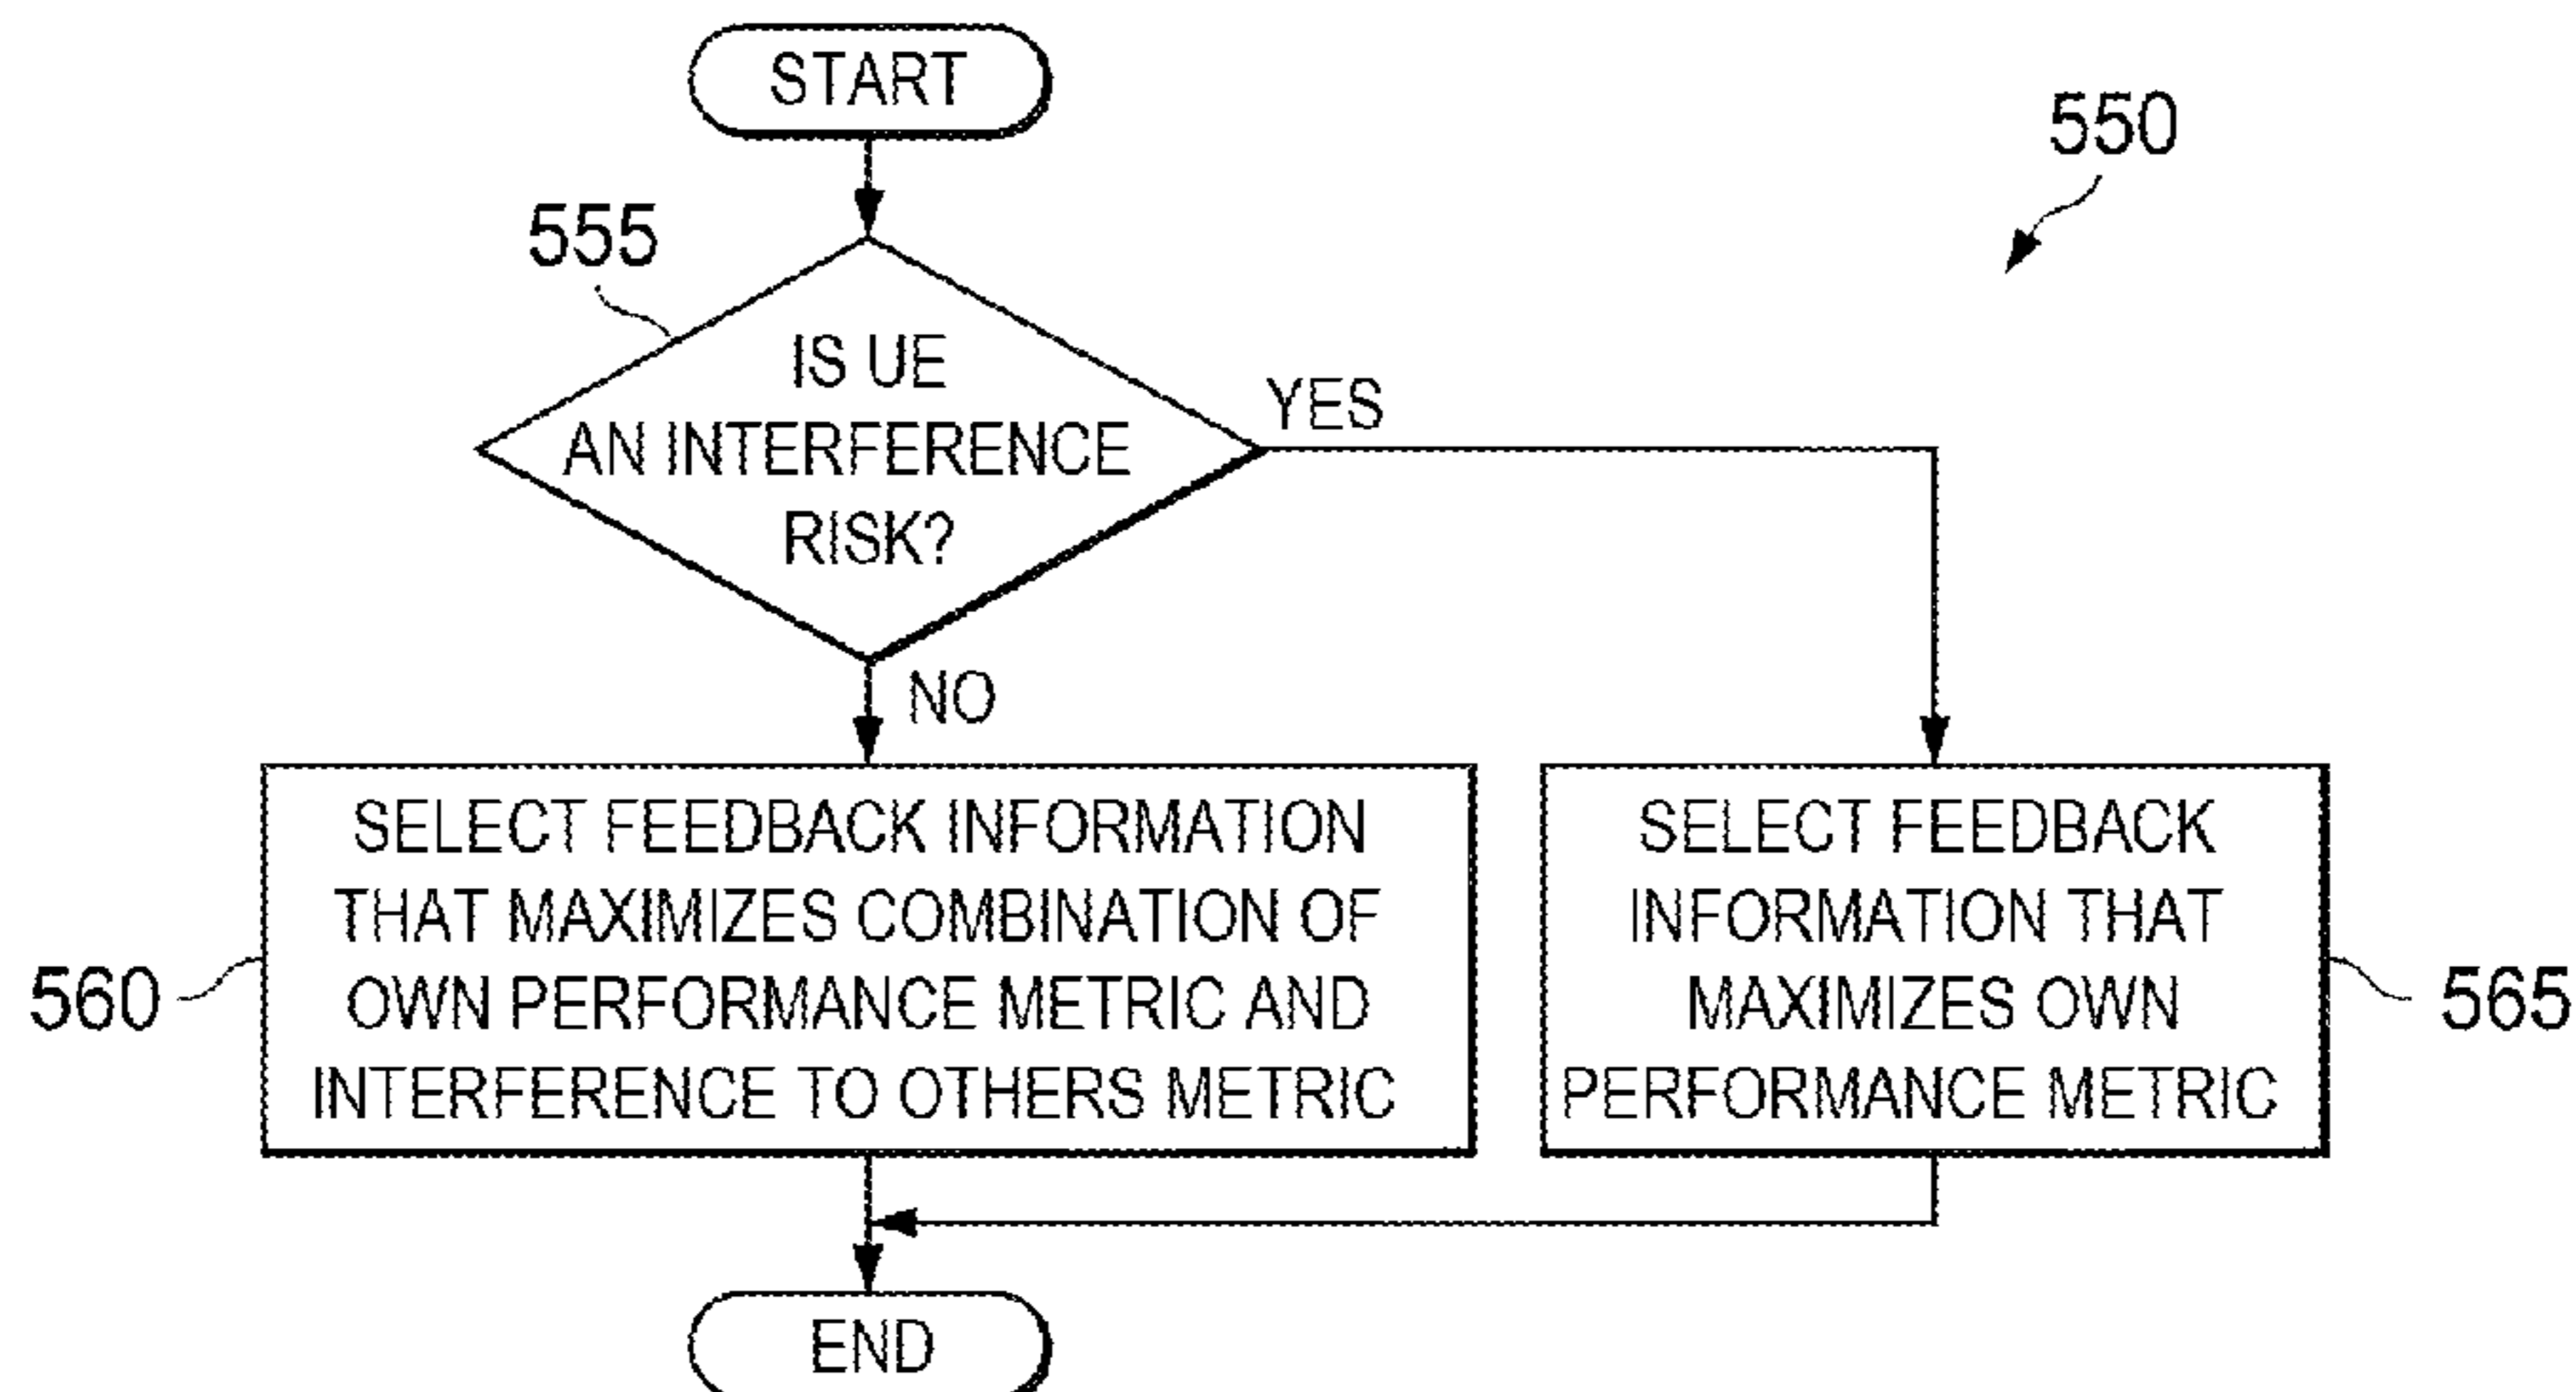 START
550
555
IS UE
AN INTERFERENCE
RISK?
YES
NO
SELECT FEEDBACK INFORMATION
THAT MAXIMIZES COMBINATION OF
OWN PERFORMANCE METRIC AND
INTERFERENCE TO OTHERS METRIC
560
SELECT FEEDBACK
INFORMATION THAT
MAXIMIZES OWN
PERFORMANCE METRIC
565
END